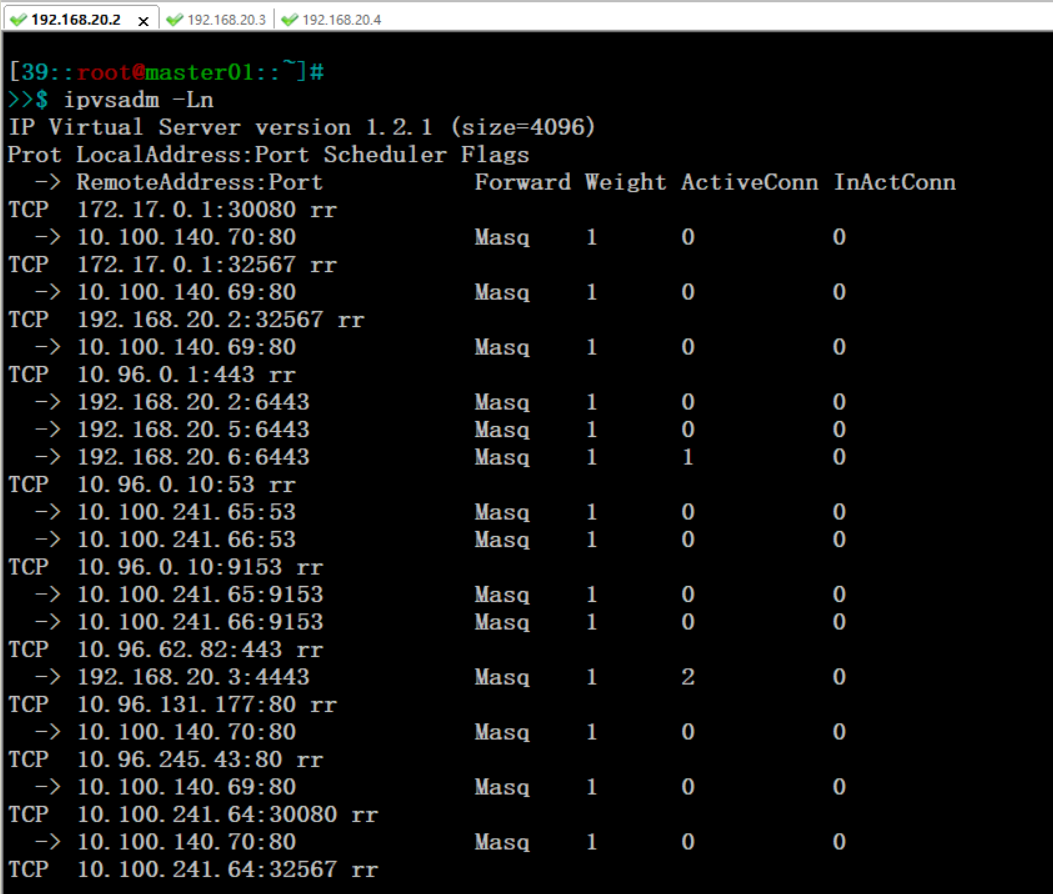 192.168.20.2 x 192.168.20.3 192.168.20.4
[39::root@master01::~]#
>>$ ipvsadm -Ln
IP Virtual Server version 1.2.1 (size=4096)
Prot LocalAddress:Port Scheduler Flags
  -> RemoteAddress:Port           Forward Weight ActiveConn InActConn
TCP  172.17.0.1:30080 rr
  -> 10.100.140.70:80             Masq    1      0          0
TCP  172.17.0.1:32567 rr
  -> 10.100.140.69:80             Masq    1      0          0
TCP  192.168.20.2:32567 rr
  -> 10.100.140.69:80             Masq    1      0          0
TCP  10.96.0.1:443 rr
  -> 192.168.20.2:6443            Masq    1      0          0
  -> 192.168.20.5:6443            Masq    1      0          0
  -> 192.168.20.6:6443            Masq    1      1          0
TCP  10.96.0.10:53 rr
  -> 10.100.241.65:53             Masq    1      0          0
  -> 10.100.241.66:53             Masq    1      0          0
TCP  10.96.0.10:9153 rr
  -> 10.100.241.65:9153           Masq    1      0          0
  -> 10.100.241.66:9153           Masq    1      0          0
TCP  10.96.62.82:443 rr
  -> 192.168.20.3:4443            Masq    1      2          0
TCP  10.96.131.177:80 rr
  -> 10.100.140.70:80             Masq    1      0          0
TCP  10.96.245.43:80 rr
  -> 10.100.140.69:80             Masq    1      0          0
TCP  10.100.241.64:30080 rr
  -> 10.100.140.70:80             Masq    1      0          0
TCP  10.100.241.64:32567 rr